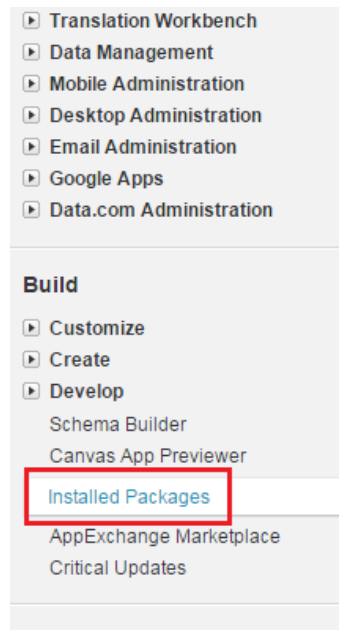 Translation Workbench
Data Management
Mobile Administration
Desktop Administration
Email Administration
Google Apps
Data.com Administration
Build
Customize
Create
Develop
Schema Builder
Canvas App Previewer
Installed Packages
AppExchange Marketplace
Critical Updates